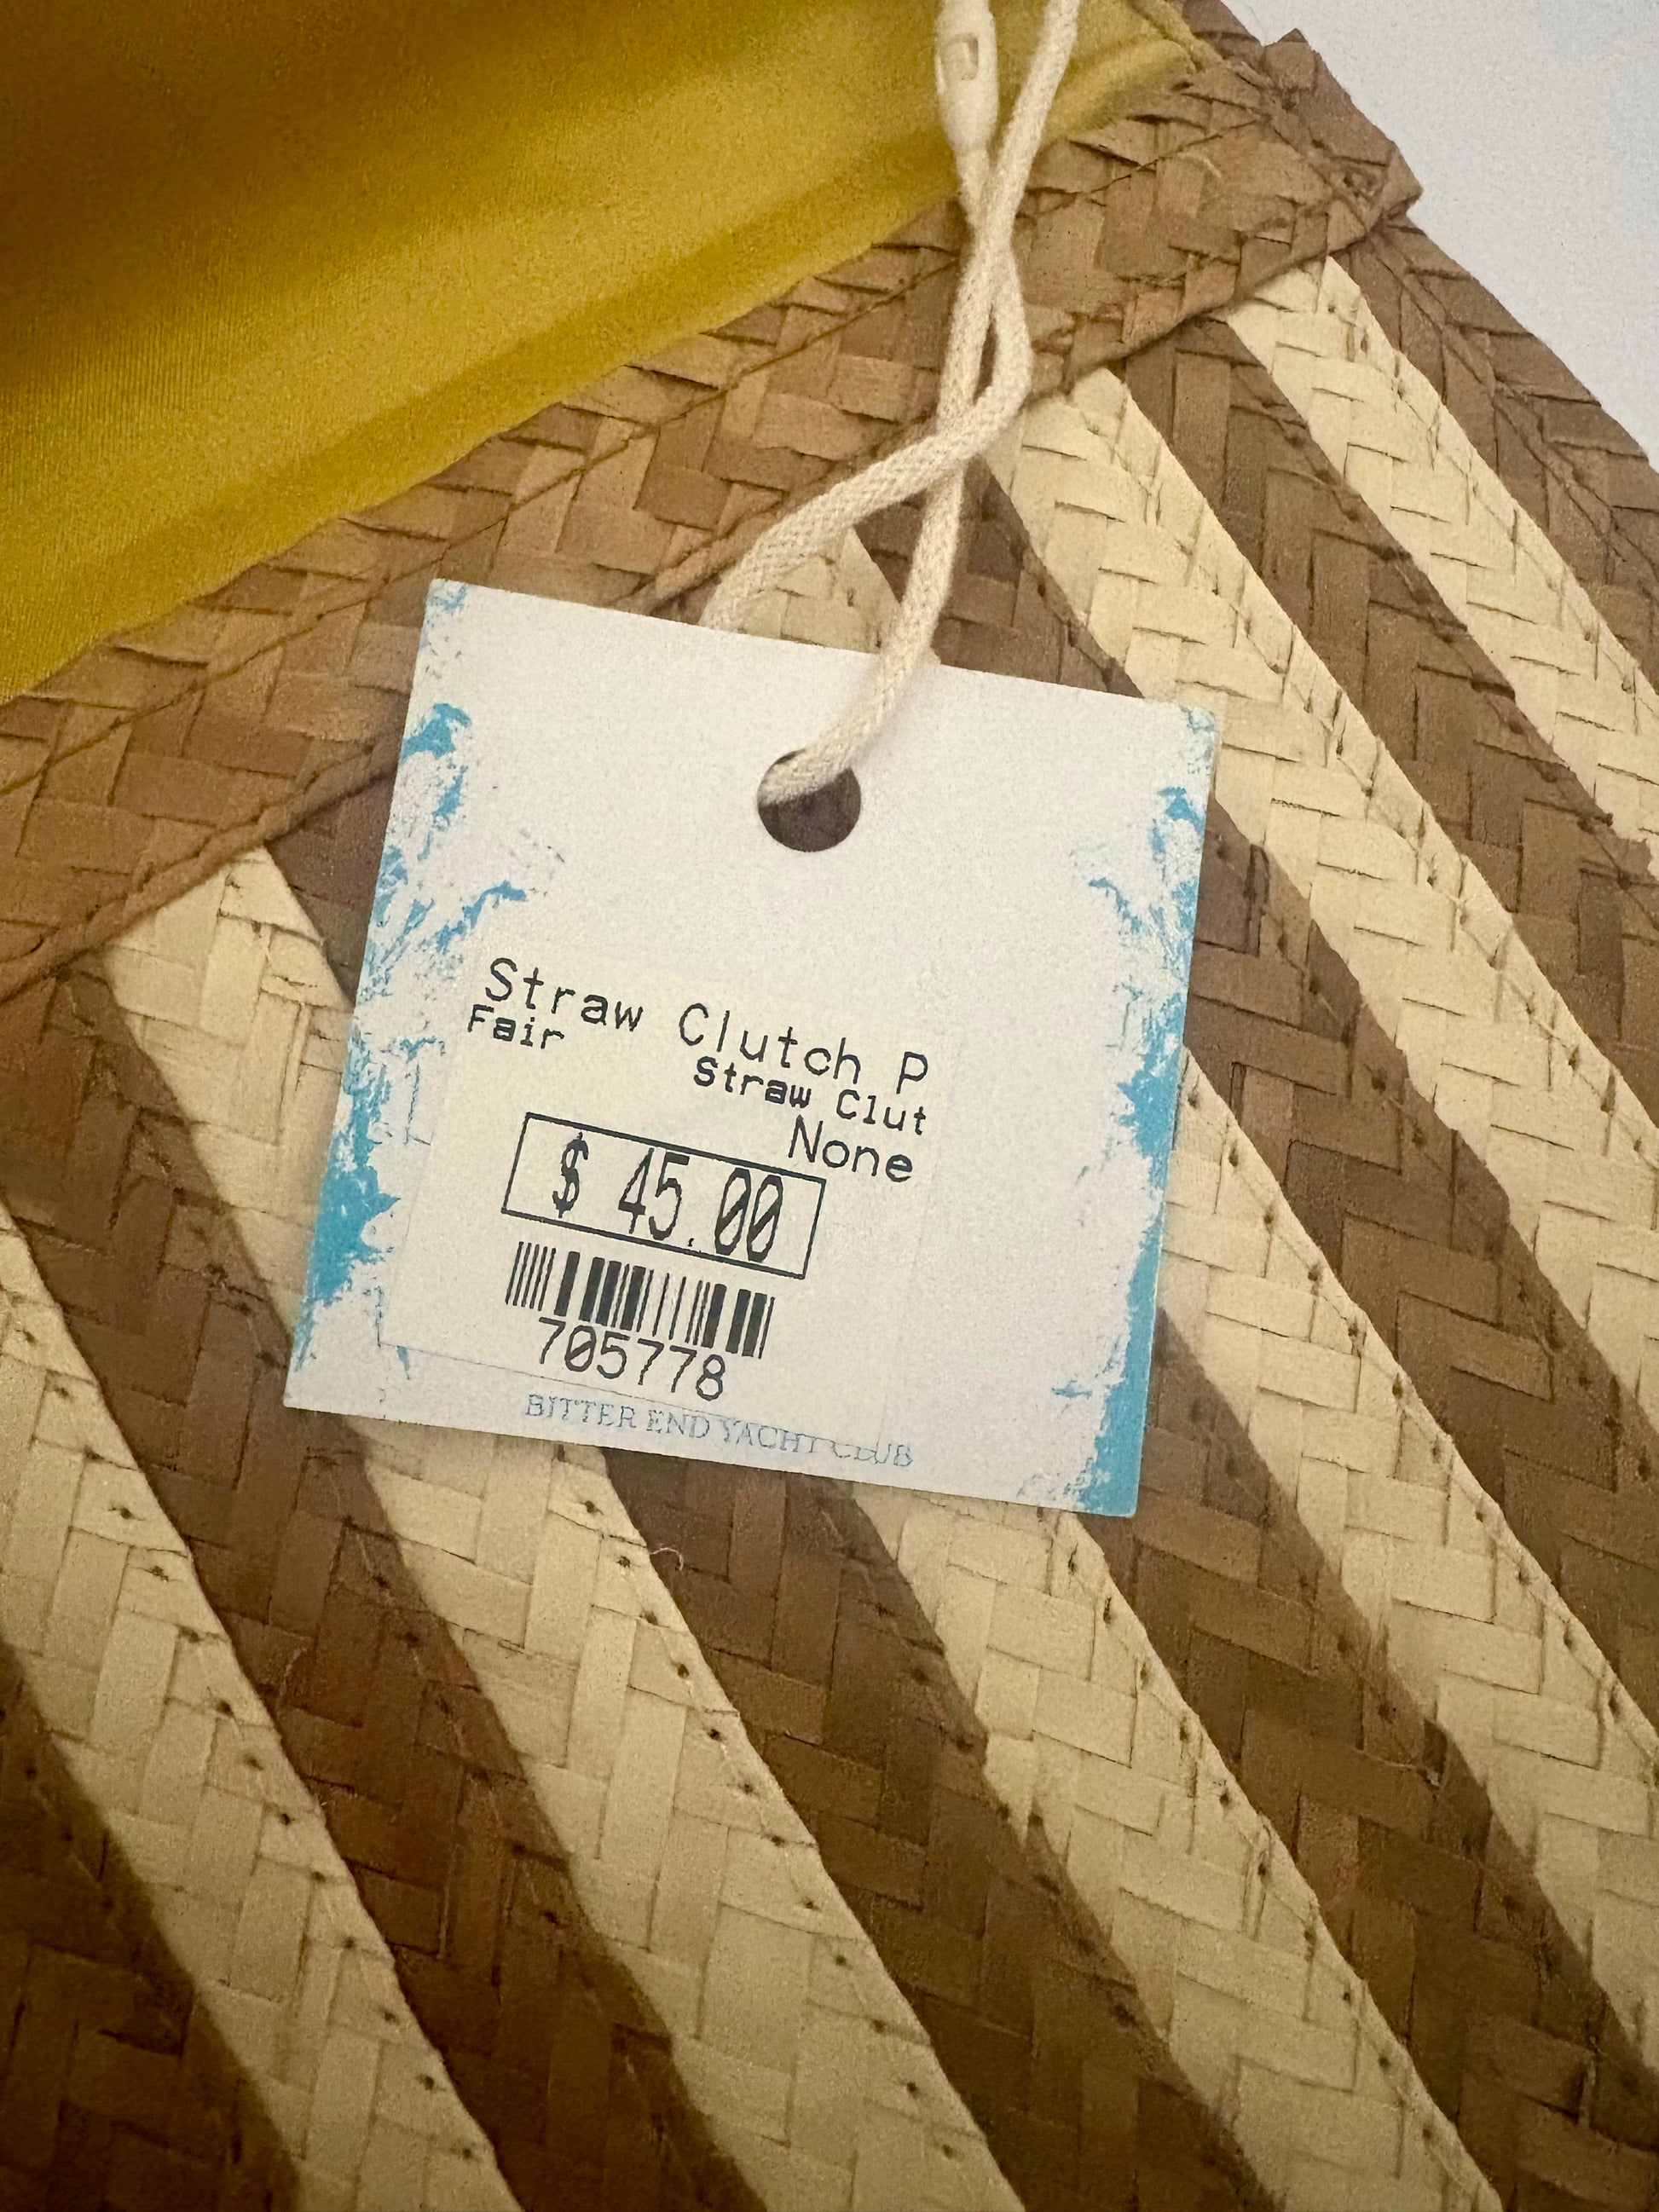 Straw Clutch P
Fair Straw Clut
None
$ 45.00
705778
BITTER END YACHT CLUB